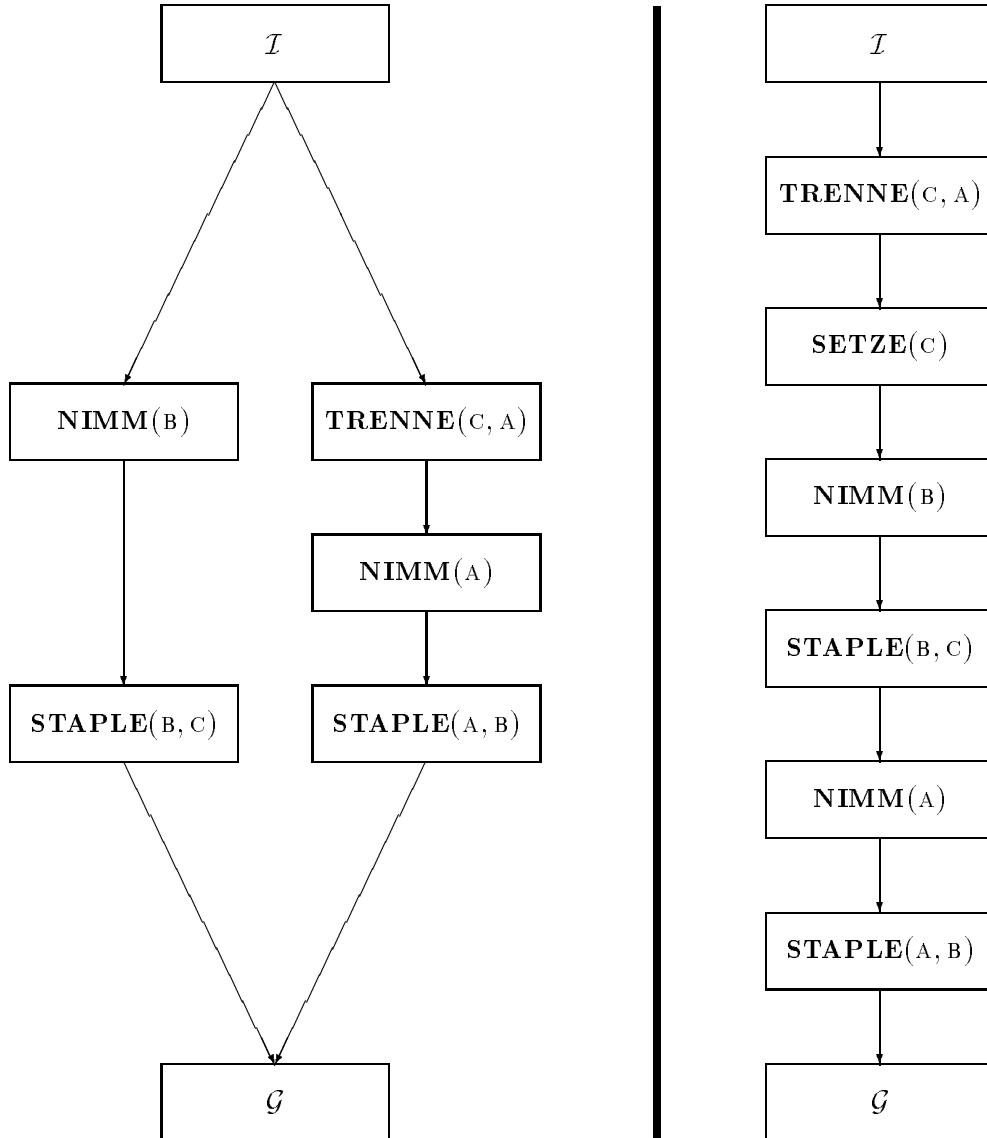 𝓘
NIMM(B)
TRENNE(C, A)
NIMM(A)
STAPLE(B, C)
STAPLE(A, B)
𝓖
𝓘
TRENNE(C, A)
SETZE(C)
NIMM(B)
STAPLE(B, C)
NIMM(A)
STAPLE(A, B)
𝓖